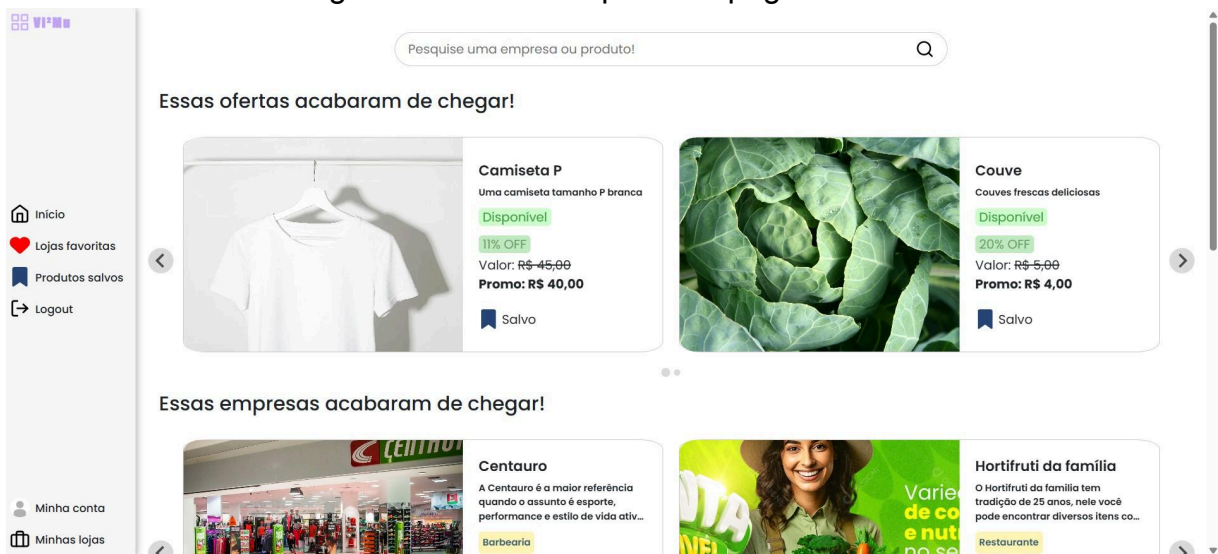 Pesquise uma empresa ou produto!
Essas ofertas acabaram de chegar!
Camiseta P
Uma camiseta tamanho P branca
Disponível
11% OFF
Valor: R$ 45,00
Promo: R$ 40,00
Salvo
Couve
Couves frescas deliciosas
Disponível
20% OFF
Valor: R$ 5,00
Promo: R$ 4,00
Salvo
Início
Lojas favoritas
Produtos salvos
Logout
Essas empresas acabaram de chegar!
Centauro
A Centauro é a maior referência
quando o assunto é esporte,
performance e estilo de vida ativ...
Barbearia
Varie
de co
e nutr
Hortifruti da família
O Hortifruti da família tem
tradição de 25 anos, nele você
pode encontrar diversos itens co...
Restaurante
Minha conta
Minhas lojas